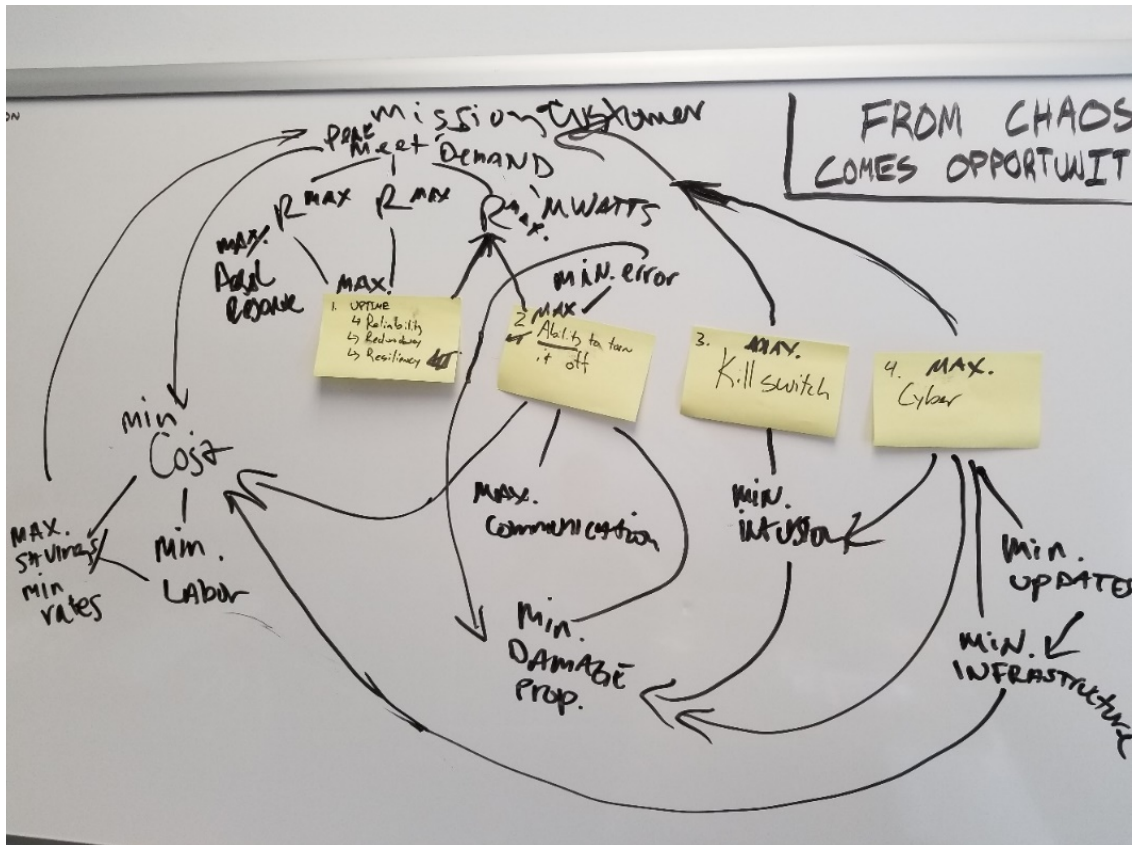 ON
FROM CHAOS
COMES OPPORTUNIT
Mission Customer
PEAK
Meet DEMAND
R MAX
R MAX
R MAX.
MWATTS
MAX.
MAX.
MIN. error
1. UPTIME
↳ Reliability
↳ Redundancy
↳ Resiliency
2 MAX
Ability to turn
it off
3. MAX.
Kill switch
4. MAX.
Cyber
min
Cost
MAX.
SAVINGS
min
rates
Min.
LABOR
MAX.
Communication
Min.
DAMAGE
Prop.
Min.
Min.
UPDATES
MIN.
INFRASTRUCTURE